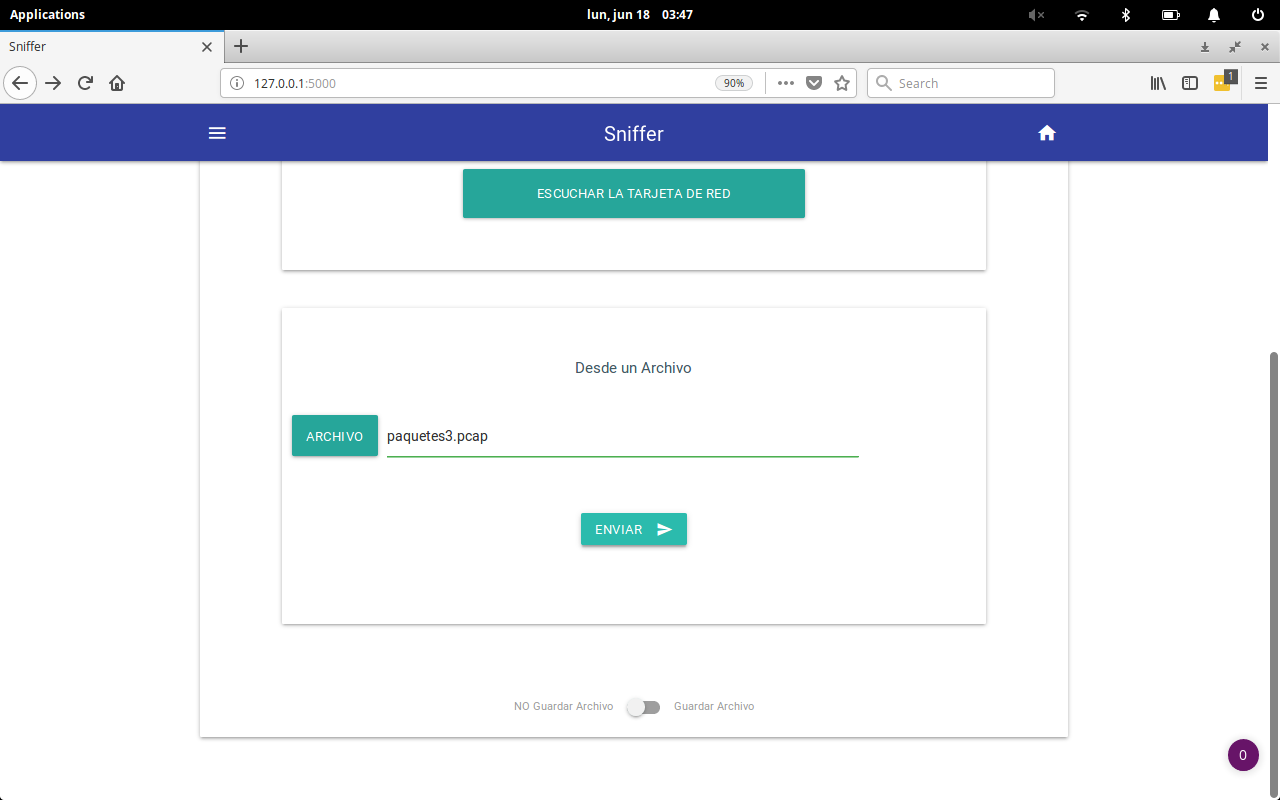 Applications
lun, jun 18 03:47
Sniffer
127.0.0.1:5000
90%
Search
1
Sniffer
ESCUCHAR LA TARJETA DE RED
Desde un Archivo
ARCHIVO
paquetes3.pcap
ENVIAR
NO Guardar Archivo
Guardar Archivo
0